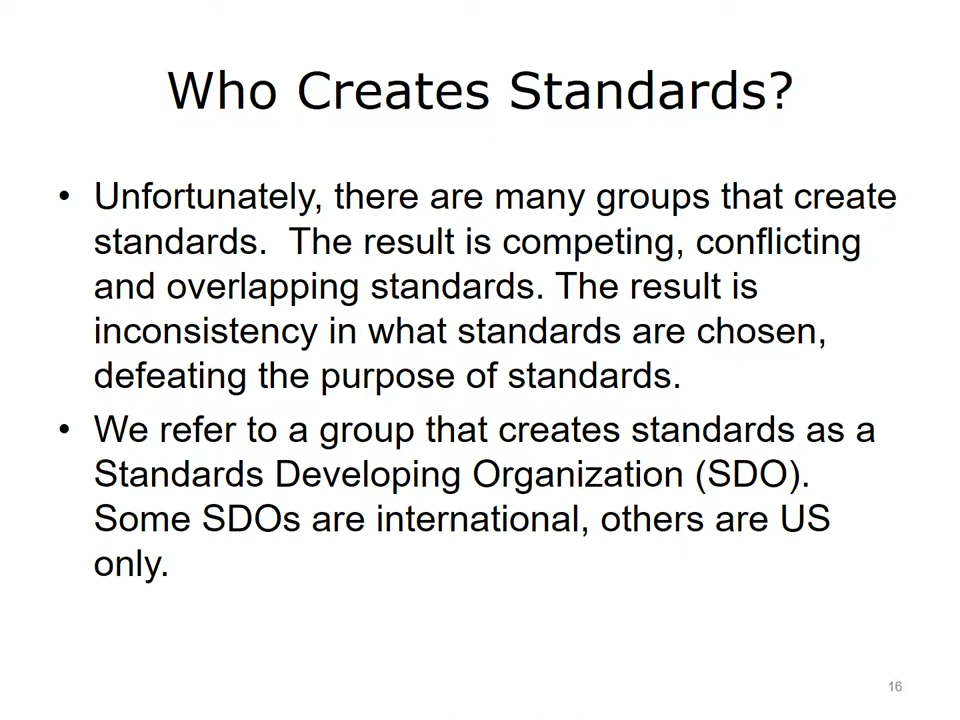 Who Creates Standards?
• Unfortunately, there are many groups that create
standards.  The result is competing, conflicting
and overlapping standards. The result is
inconsistency in what standards are chosen,
defeating the purpose of standards.
• We refer to a group that creates standards as a
Standards Developing Organization (SDO).
Some SDOs are international, others are US
only.
16